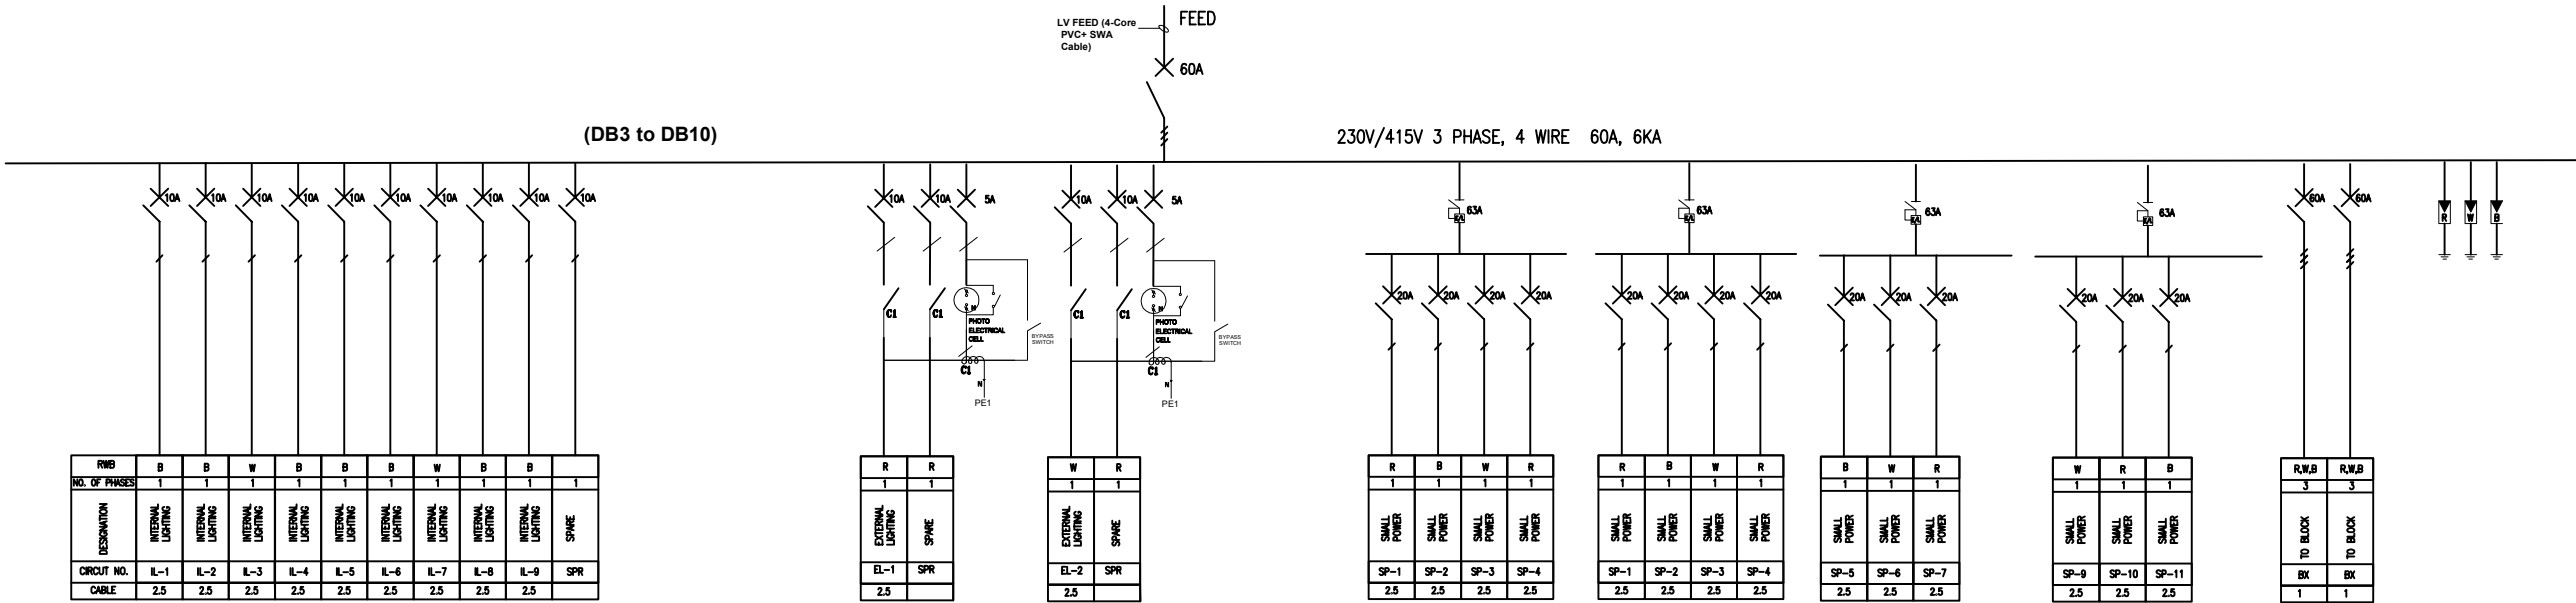 LV FEED (4-Core
PVC+ SWA
Cable)
FEED
60A
(DB3 to DB10)
230V/415V 3 PHASE, 4 WIRE 60A, 6KA
10A 10A 10A 10A 10A 10A 10A 10A 10A 10A
10A 10A 5A
10A 10A 5A
63A
63A
63A
63A
60A 60A
R W B
20A 20A 20A 20A
20A 20A 20A 20A
20A 20A 20A
20A 20A 20A
C1 C1
PHOTO
ELECTRICAL
CELL
BYPASS
SWITCH
C1
N
PE1
C1 C1
PHOTO
ELECTRICAL
CELL
BYPASS
SWITCH
C1
N
PE1
RWB B B W B B B W B B
NO. OF PHASES 1 1 1 1 1 1 1 1 1 1
DESIGNATION
INTERNAL
LIGHTING
INTERNAL
LIGHTING
INTERNAL
LIGHTING
INTERNAL
LIGHTING
INTERNAL
LIGHTING
INTERNAL
LIGHTING
INTERNAL
LIGHTING
INTERNAL
LIGHTING
INTERNAL
LIGHTING
SPARE
CIRCUT NO. IL-1 IL-2 IL-3 IL-4 IL-5 IL-6 IL-7 IL-8 IL-9 SPR
CABLE 2.5 2.5 2.5 2.5 2.5 2.5 2.5 2.5 2.5
R R
1 1
EXTERNAL
LIGHTING
SPARE
EL-1 SPR
2.5
W R
1 1
EXTERNAL
LIGHTING
SPARE
EL-2 SPR
2.5
R B W R
1 1 1 1
SMALL
POWER
SMALL
POWER
SMALL
POWER
SMALL
POWER
SP-1 SP-2 SP-3 SP-4
2.5 2.5 2.5 2.5
R B W R
1 1 1 1
SMALL
POWER
SMALL
POWER
SMALL
POWER
SMALL
POWER
SP-1 SP-2 SP-3 SP-4
2.5 2.5 2.5 2.5
B W R
1 1 1
SMALL
POWER
SMALL
POWER
SMALL
POWER
SP-5 SP-6 SP-7
2.5 2.5 2.5
W R B
1 1 1
SMALL
POWER
SMALL
POWER
SMALL
POWER
SP-9 SP-10 SP-11
2.5 2.5 2.5
R,W,B R,W,B
3 3
TO BLOCK
TO BLOCK
BX BX
1 1